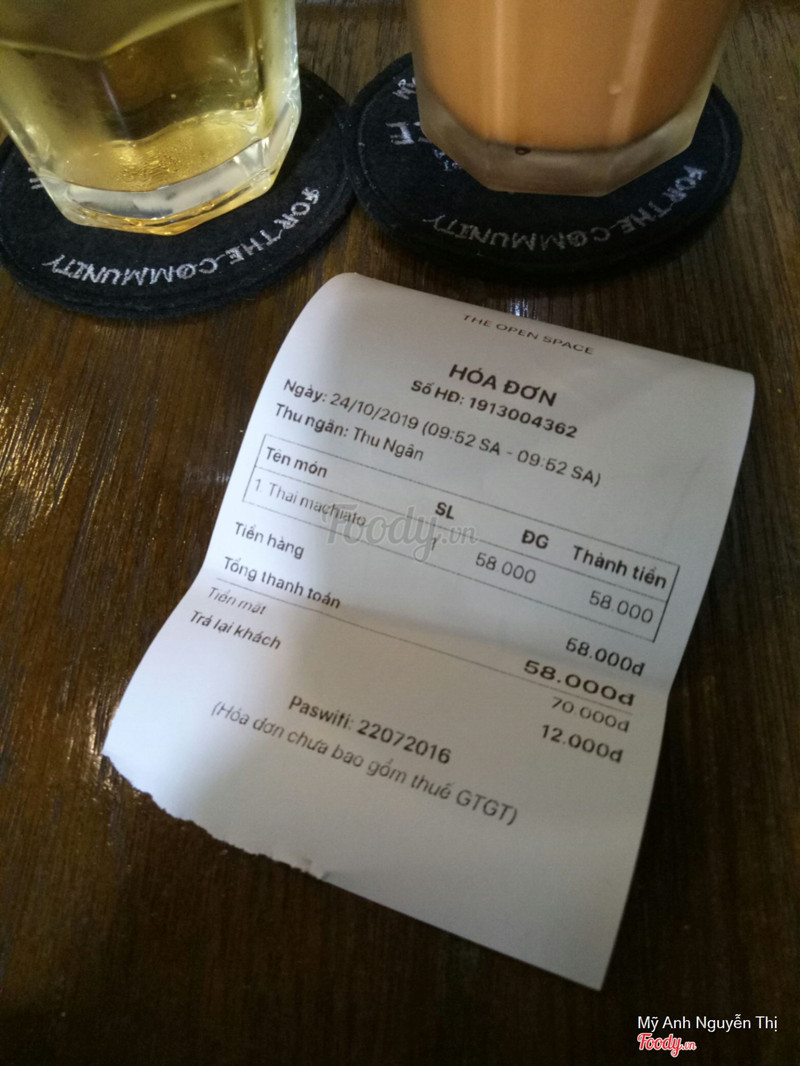 FOR-THE-COMMUNITY
FOR-THE-COMMUNITY
THE OPEN SPACE
HÓA ĐƠN
Số HĐ: 1913004362
Ngày: 24/10/2019 (09:52 SA - 09:52 SA)
Thu ngân: Thu Ngân
Tên món SL ĐG Thành tiền
1. Thai machiato 1 58.000 58.000
Tiền hàng 58.000đ
Tổng thanh toán 58.000đ
Tiền mặt 70.000đ
Trả lại khách 12.000đ
Paswifi: 22072016
(Hóa đơn chưa bao gồm thuế GTGT)
Foody.vn
Mỹ Anh Nguyễn Thị
Foody.vn